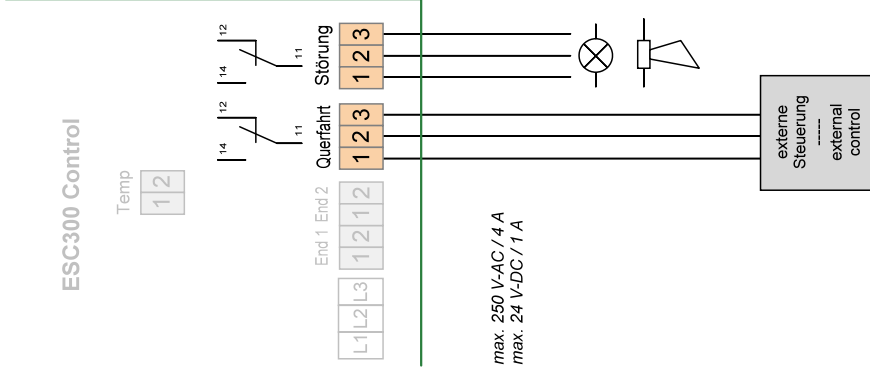 ESC300 Control
Temp
1 2
12
14
11
12
14
11
Störung
1 2 3
Querfahrt
1 2 3
End 1 End 2
1 2 1 2
L1 L2 L3
max. 250 V-AC / 4 A
max. 24 V-DC / 1 A
externe
Steuerung
-----
external
control